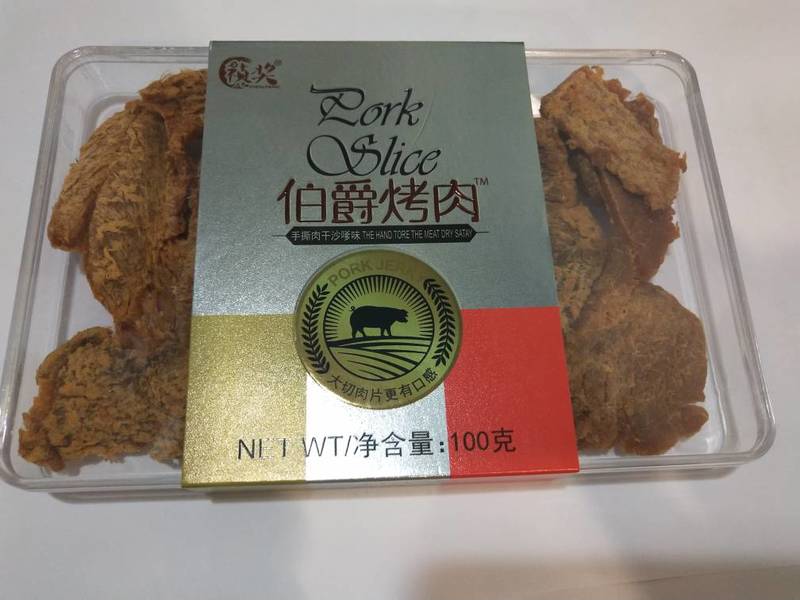 Pork
Slice
伯爵烤肉™
手撕肉干沙嗲味 THE HAND TORE THE MEAT DRY SATAY
PORK JERKY
大切肉片更有口感
NET WT/净含量:100克